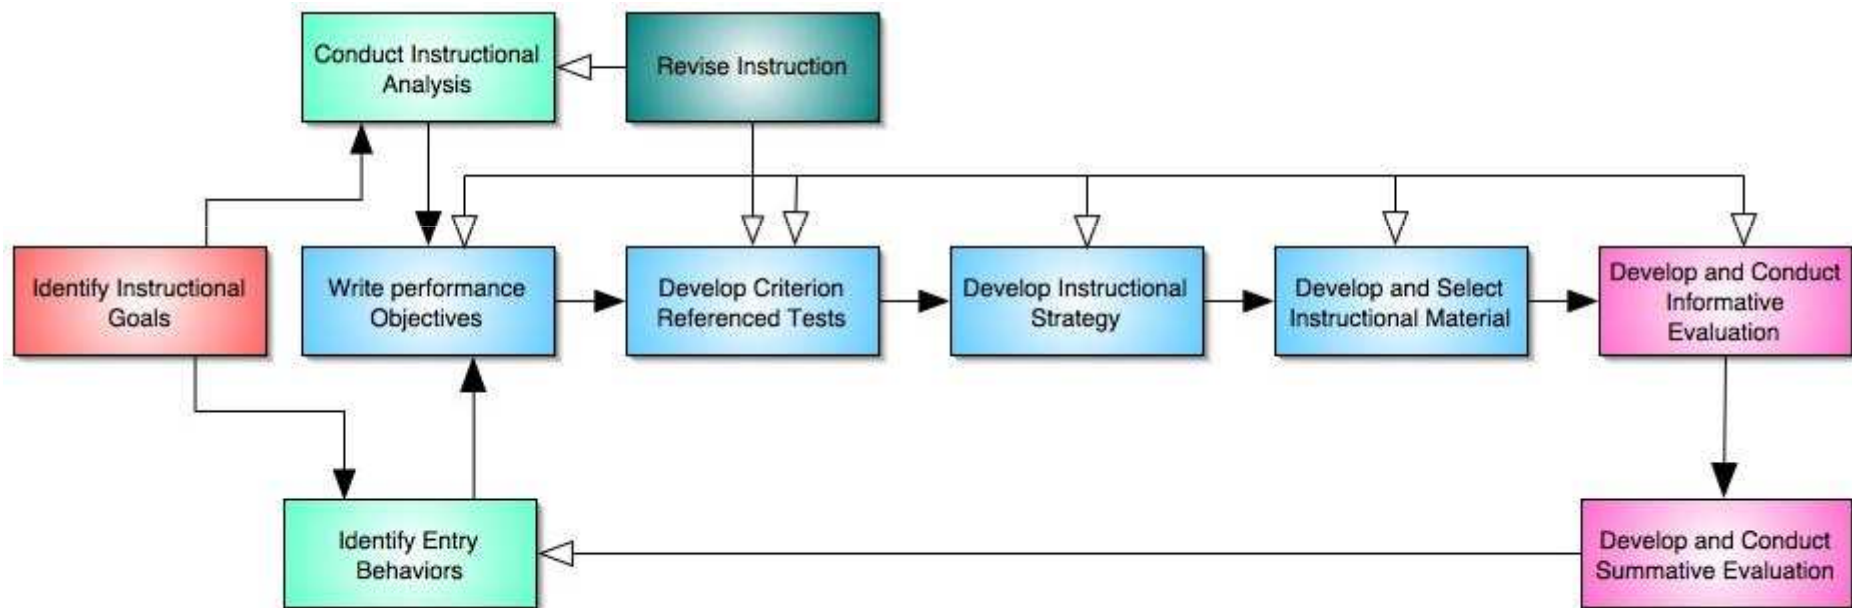 Conduct Instructional
Analysis
Revise Instruction
Identify Instructional
Goals
Write performance
Objectives
Develop Criterion
Referenced Tests
Develop Instructional
Strategy
Develop and Select
Instructional Material
Develop and Conduct
Informative
Evaluation
Identify Entry
Behaviors
Develop and Conduct
Summative Evaluation